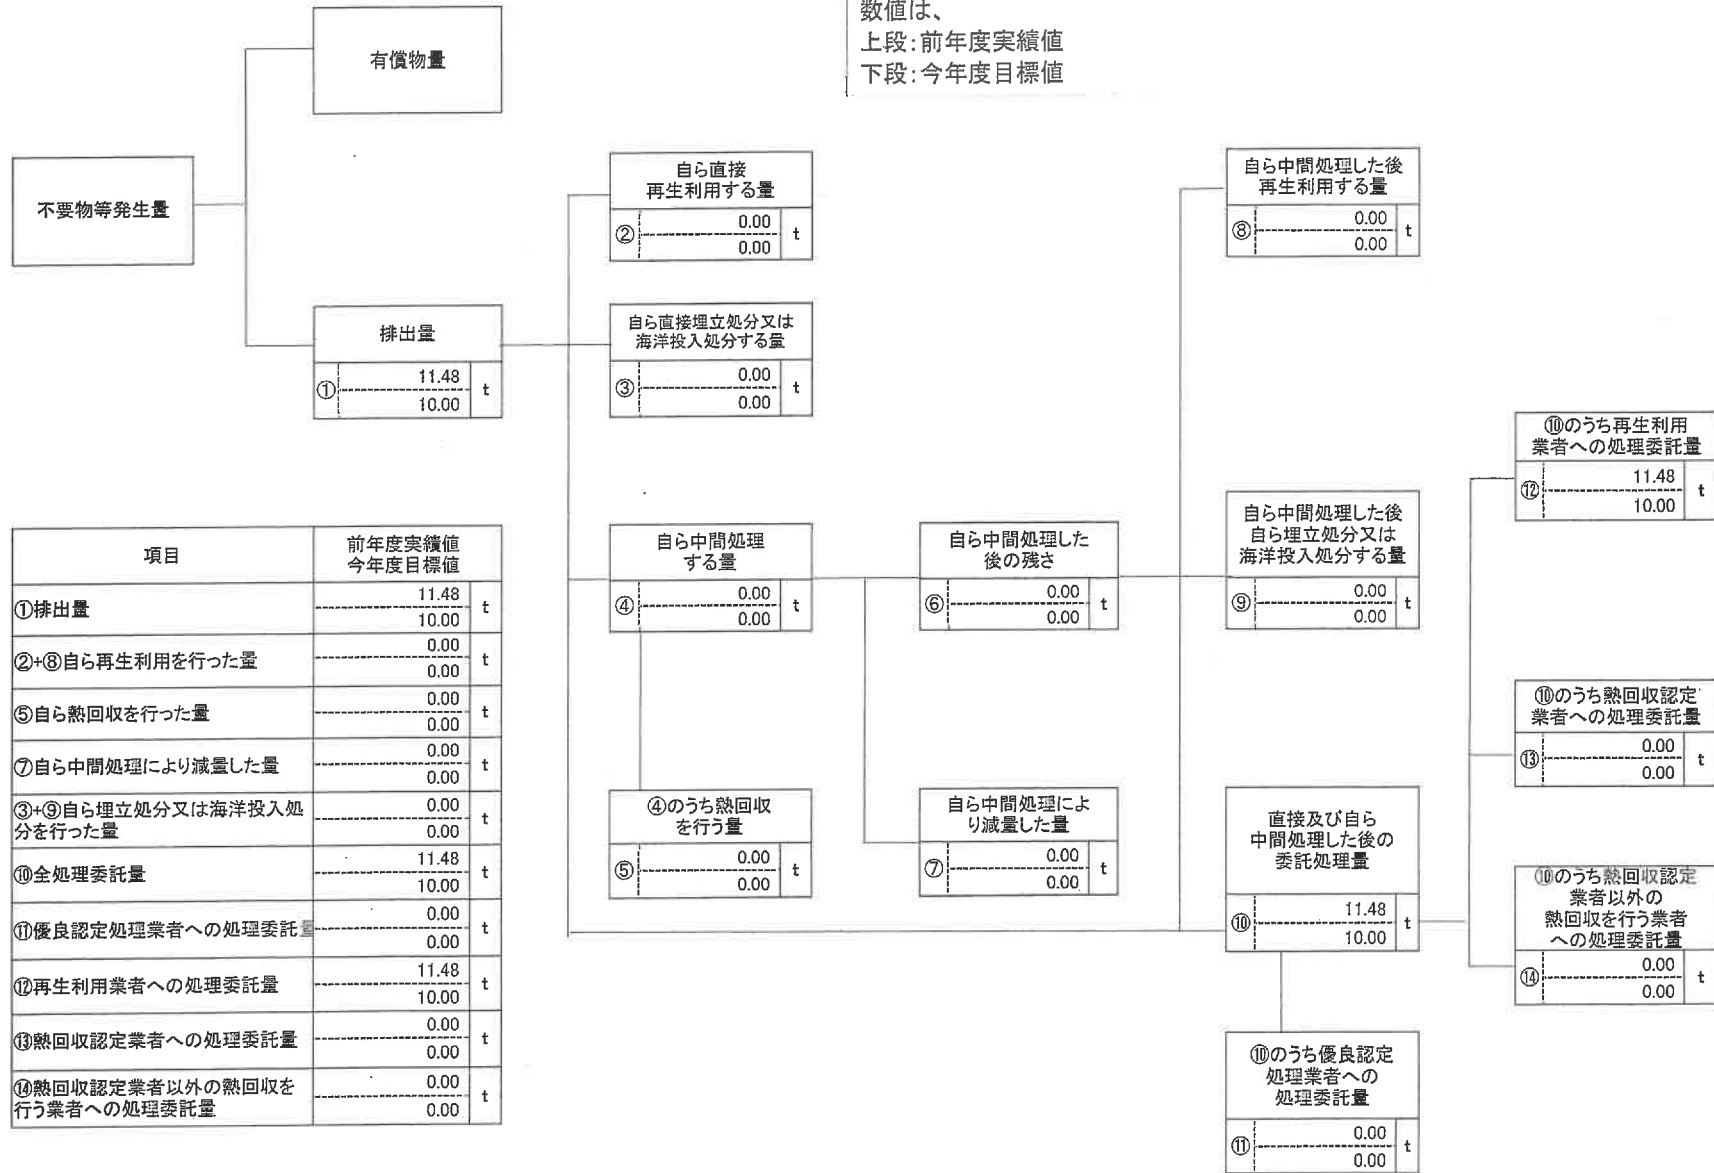 数値は、
上段:前年度実績値
下段:今年度目標値
有償物量
不要物等発生量
排出量
① 11.48 t
10.00
自ら直接
再生利用する量
② 0.00 t
0.00
自ら直接埋立処分又は
海洋投入処分する量
③ 0.00 t
0.00
自ら中間処理
する量
④ 0.00 t
0.00
④のうち熱回収
を行う量
⑤ 0.00 t
0.00
自ら中間処理した
後の残さ
⑥ 0.00 t
0.00
自ら中間処理によ
り減量した量
⑦ 0.00 t
0.00
自ら中間処理した後
再生利用する量
⑧ 0.00 t
0.00
自ら中間処理した後
自ら埋立処分又は
海洋投入処分する量
⑨ 0.00 t
0.00
直接及び自ら
中間処理した後の
委託処理量
⑩ 11.48 t
10.00
⑩のうち優良認定
処理業者への
処理委託量
⑪ 0.00 t
0.00
⑩のうち再生利用
業者への処理委託量
⑫ 11.48 t
10.00
⑩のうち熱回収認定
業者への処理委託量
⑬ 0.00 t
0.00
⑩のうち熱回収認定
業者以外の
熱回収を行う業者
への処理委託量
⑭ 0.00 t
0.00
項目 前年度実績値
今年度目標値
①排出量 11.48 t
10.00
②+⑧自ら再生利用を行った量 0.00 t
0.00
⑤自ら熱回収を行った量 0.00 t
0.00
⑦自ら中間処理により減量した量 0.00 t
0.00
③+⑨自ら埋立処分又は海洋投入処 0.00 t
分を行った量 0.00
⑩全処理委託量 11.48 t
10.00
⑪優良認定処理業者への処理委託量 0.00 t
0.00
⑫再生利用業者への処理委託量 11.48 t
10.00
⑬熱回収認定業者への処理委託量 0.00 t
0.00
⑭熱回収認定業者以外の熱回収を 0.00 t
行う業者への処理委託量 0.00